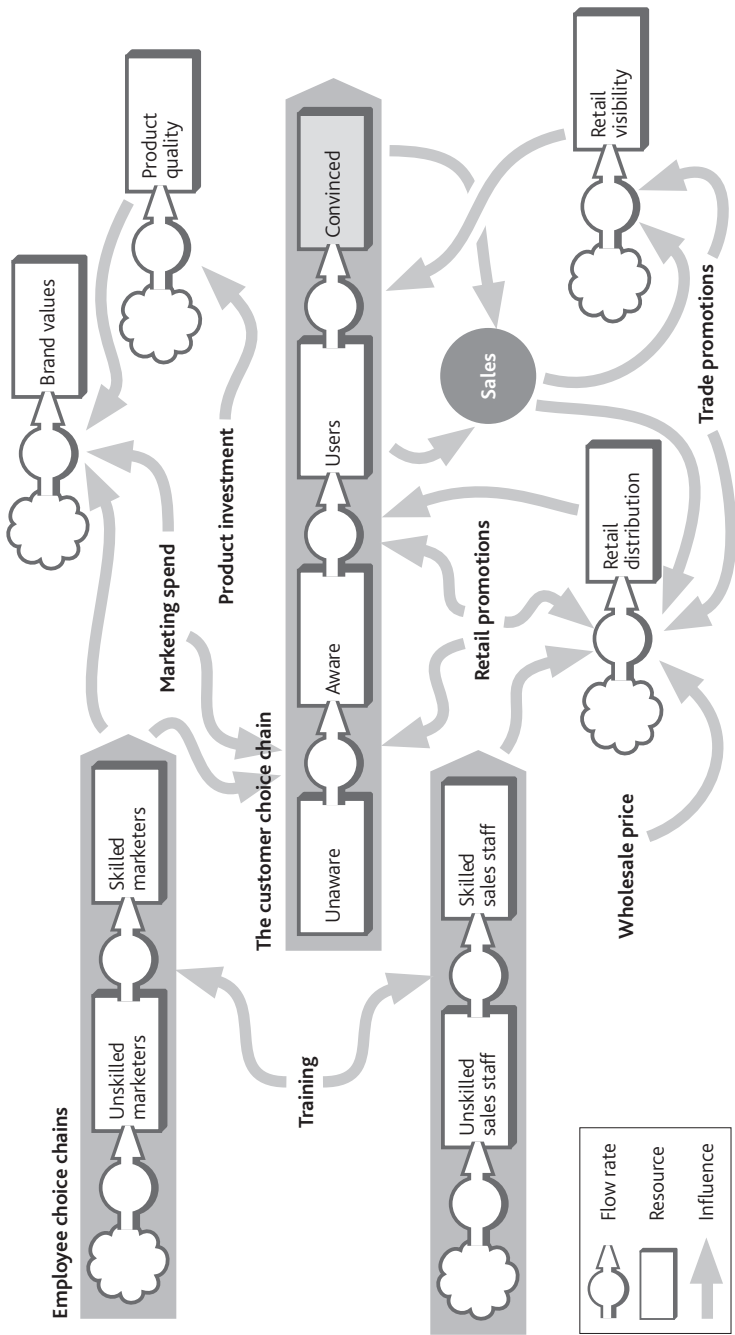 Employee choice chains
Unskilled
marketers
Skilled
marketers
Brand values
Product
quality
Marketing spend
Product investment
Training
The customer choice chain
Unaware
Aware
Users
Convinced
Sales
Retail promotions
Unskilled
sales staff
Skilled
sales staff
Retail
distribution
Retail
visibility
Wholesale price
Trade promotions
Flow rate
Resource
Influence